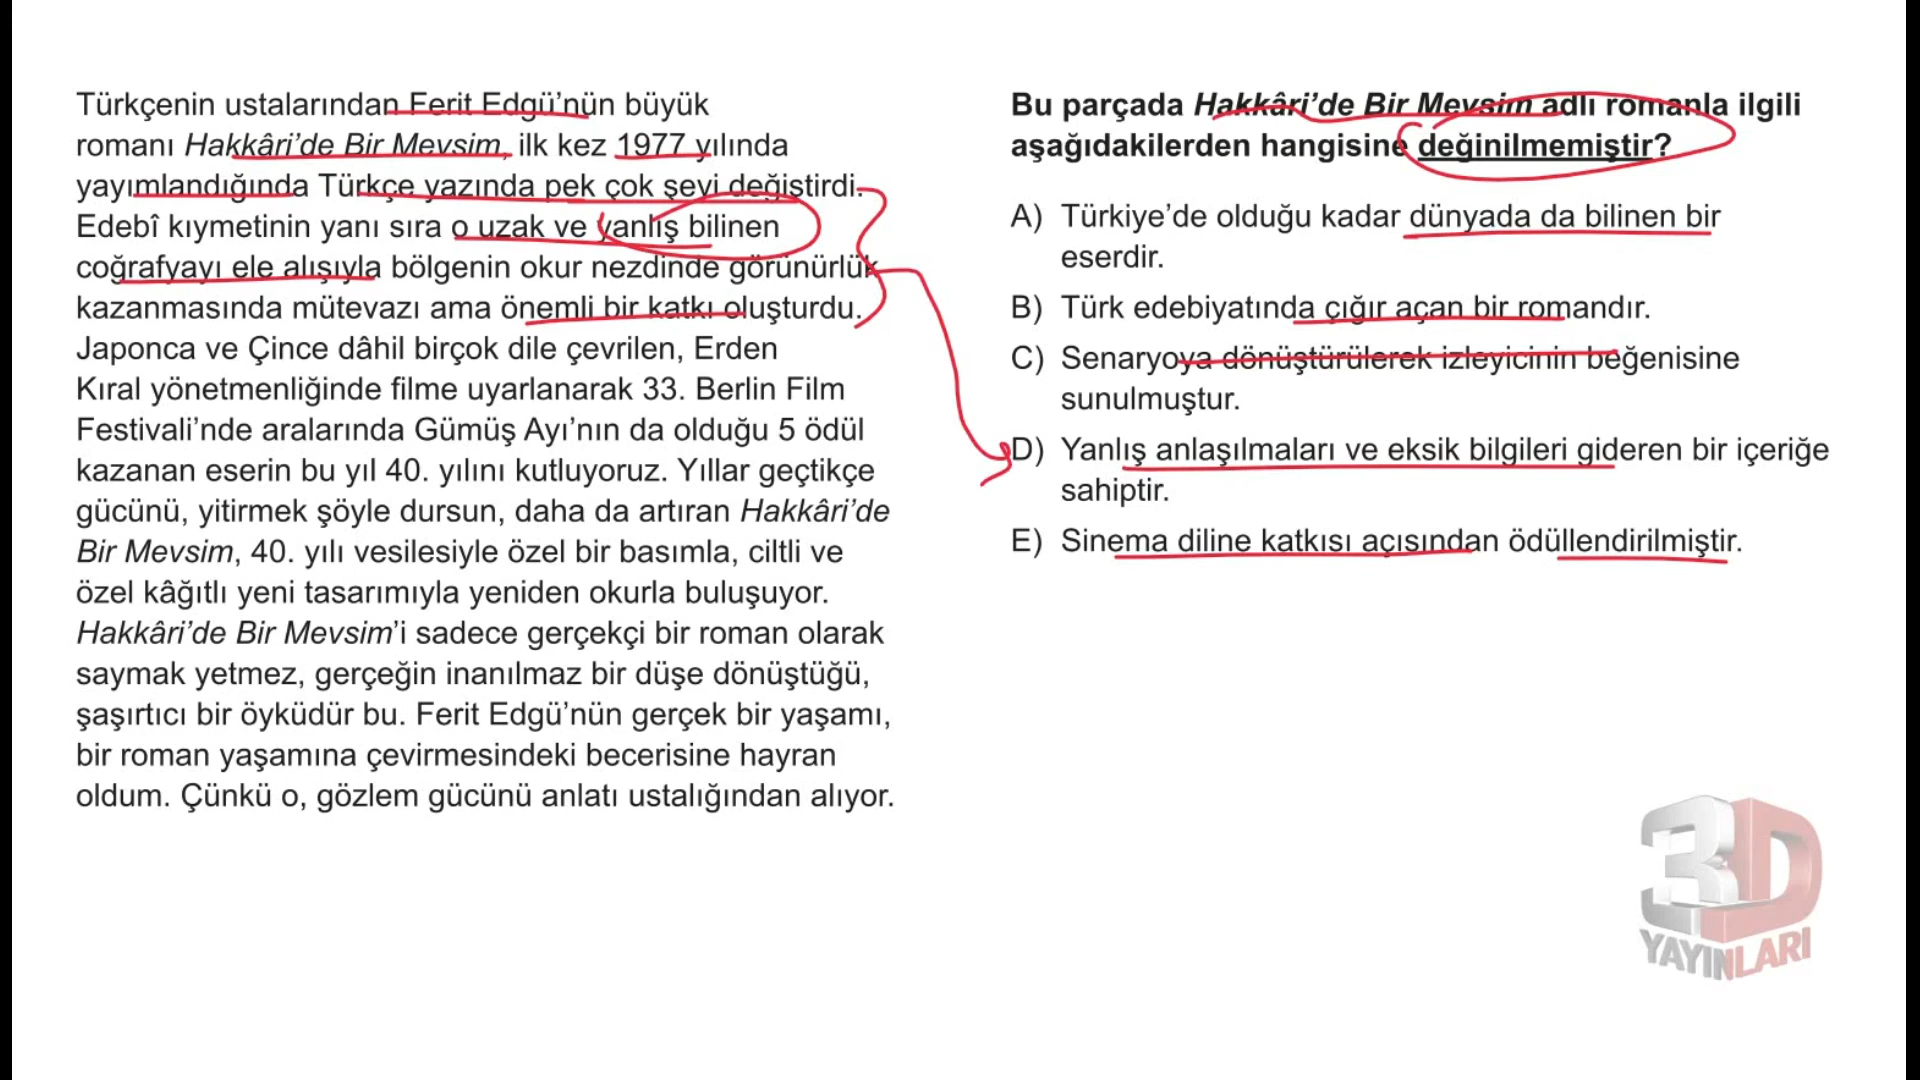 Türkçenin ustalarından Ferit Edgü’nün büyük
romanı Hakkâri’de Bir Mevsim, ilk kez 1977 yılında
yayımlandığında Türkçe yazında pek çok şeyi değiştirdi.
Edebî kıymetinin yanı sıra o uzak ve yanlış bilinen
coğrafyayı ele alışıyla bölgenin okur nezdinde görünürlük
kazanmasında mütevazı ama önemli bir katkı oluşturdu.
Japonca ve Çince dâhil birçok dile çevrilen, Erden
Kıral yönetmenliğinde filme uyarlanarak 33. Berlin Film
Festivali’nde aralarında Gümüş Ayı’nın da olduğu 5 ödül
kazanan eserin bu yıl 40. yılını kutluyoruz. Yıllar geçtikçe
gücünü, yitirmek şöyle dursun, daha da artıran Hakkâri’de
Bir Mevsim, 40. yılı vesilesiyle özel bir basımla, ciltli ve
özel kâğıtlı yeni tasarımıyla yeniden okurla buluşuyor.
Hakkâri’de Bir Mevsim’i sadece gerçekçi bir roman olarak
saymak yetmez, gerçeğin inanılmaz bir düşe dönüştüğü,
şaşırtıcı bir öyküdür bu. Ferit Edgü’nün gerçek bir yaşamı,
bir roman yaşamına çevirmesindeki becerisine hayran
oldum. Çünkü o, gözlem gücünü anlatı ustalığından alıyor.
Bu parçada Hakkâri’de Bir Mevsim adlı romanla ilgili
aşağıdakilerden hangisine değinilmemiştir?
A) Türkiye’de olduğu kadar dünyada da bilinen bir
eserdir.
B) Türk edebiyatında çığır açan bir romandır.
C) Senaryoya dönüştürülerek izleyicinin beğenisine
sunulmuştur.
D) Yanlış anlaşılmaları ve eksik bilgileri gideren bir içeriğe
sahiptir.
E) Sinema diline katkısı açısından ödüllendirilmiştir.
3D
YAYINLARI